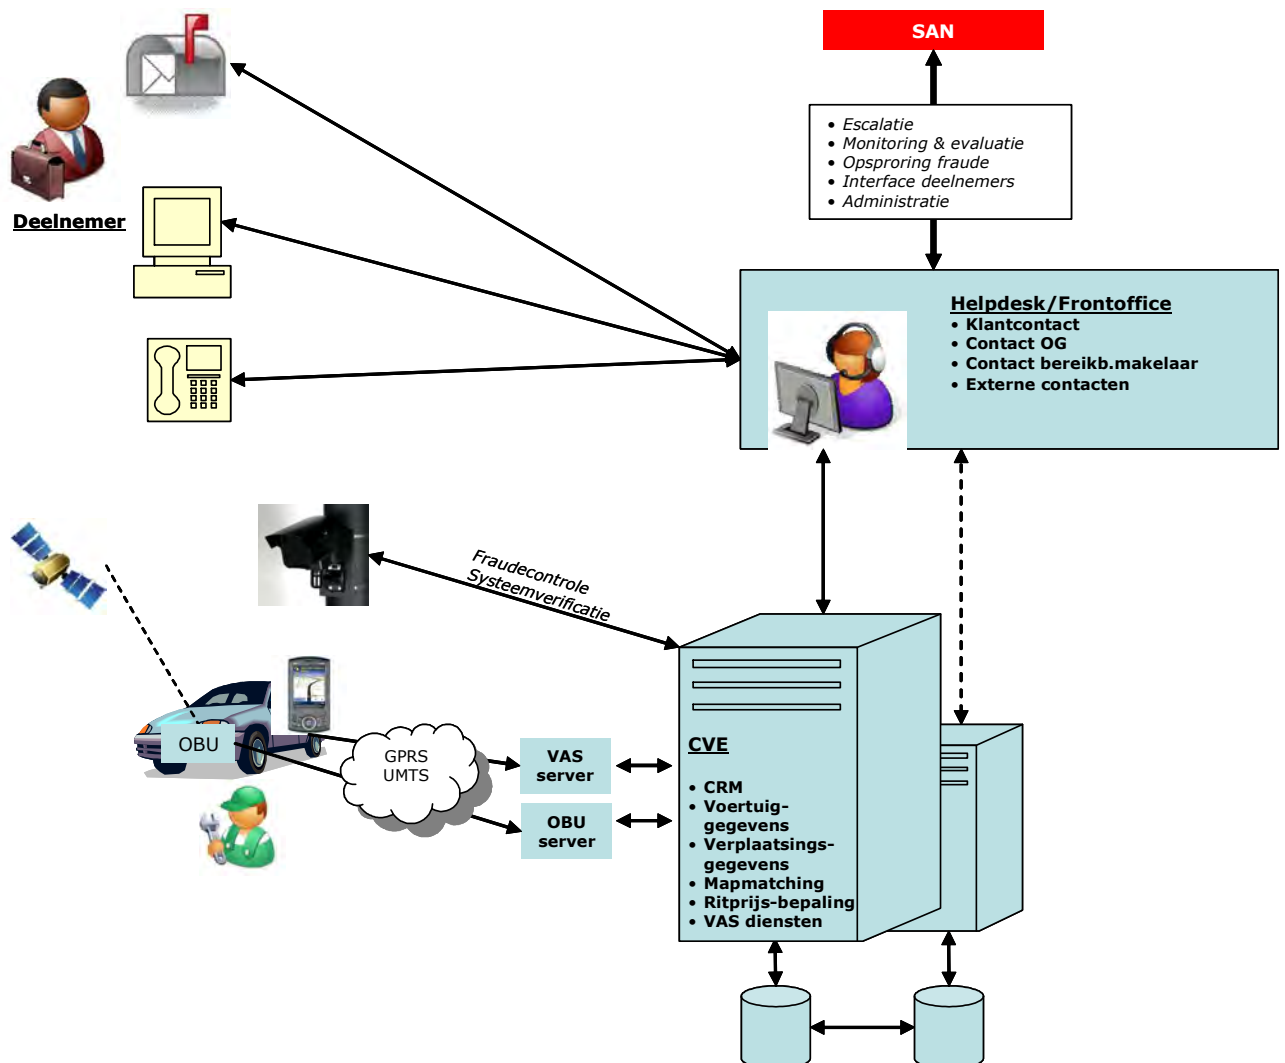 SAN
• Escalatie
• Monitoring & evaluatie
• Opsproring fraude
• Interface deelnemers
• Administratie
Deelnemer
Helpdesk/Frontoffice
• Klantcontact
• Contact OG
• Contact bereikb.makelaar
• Externe contacten
Fraudecontrole
Systeemverificatie
OBU
GPRS
UMTS
VAS
server
OBU
server
CVE
• CRM
• Voertuig-
gegevens
• Verplaatsings-
gegevens
• Mapmatching
• Ritprijs-bepaling
• VAS diensten